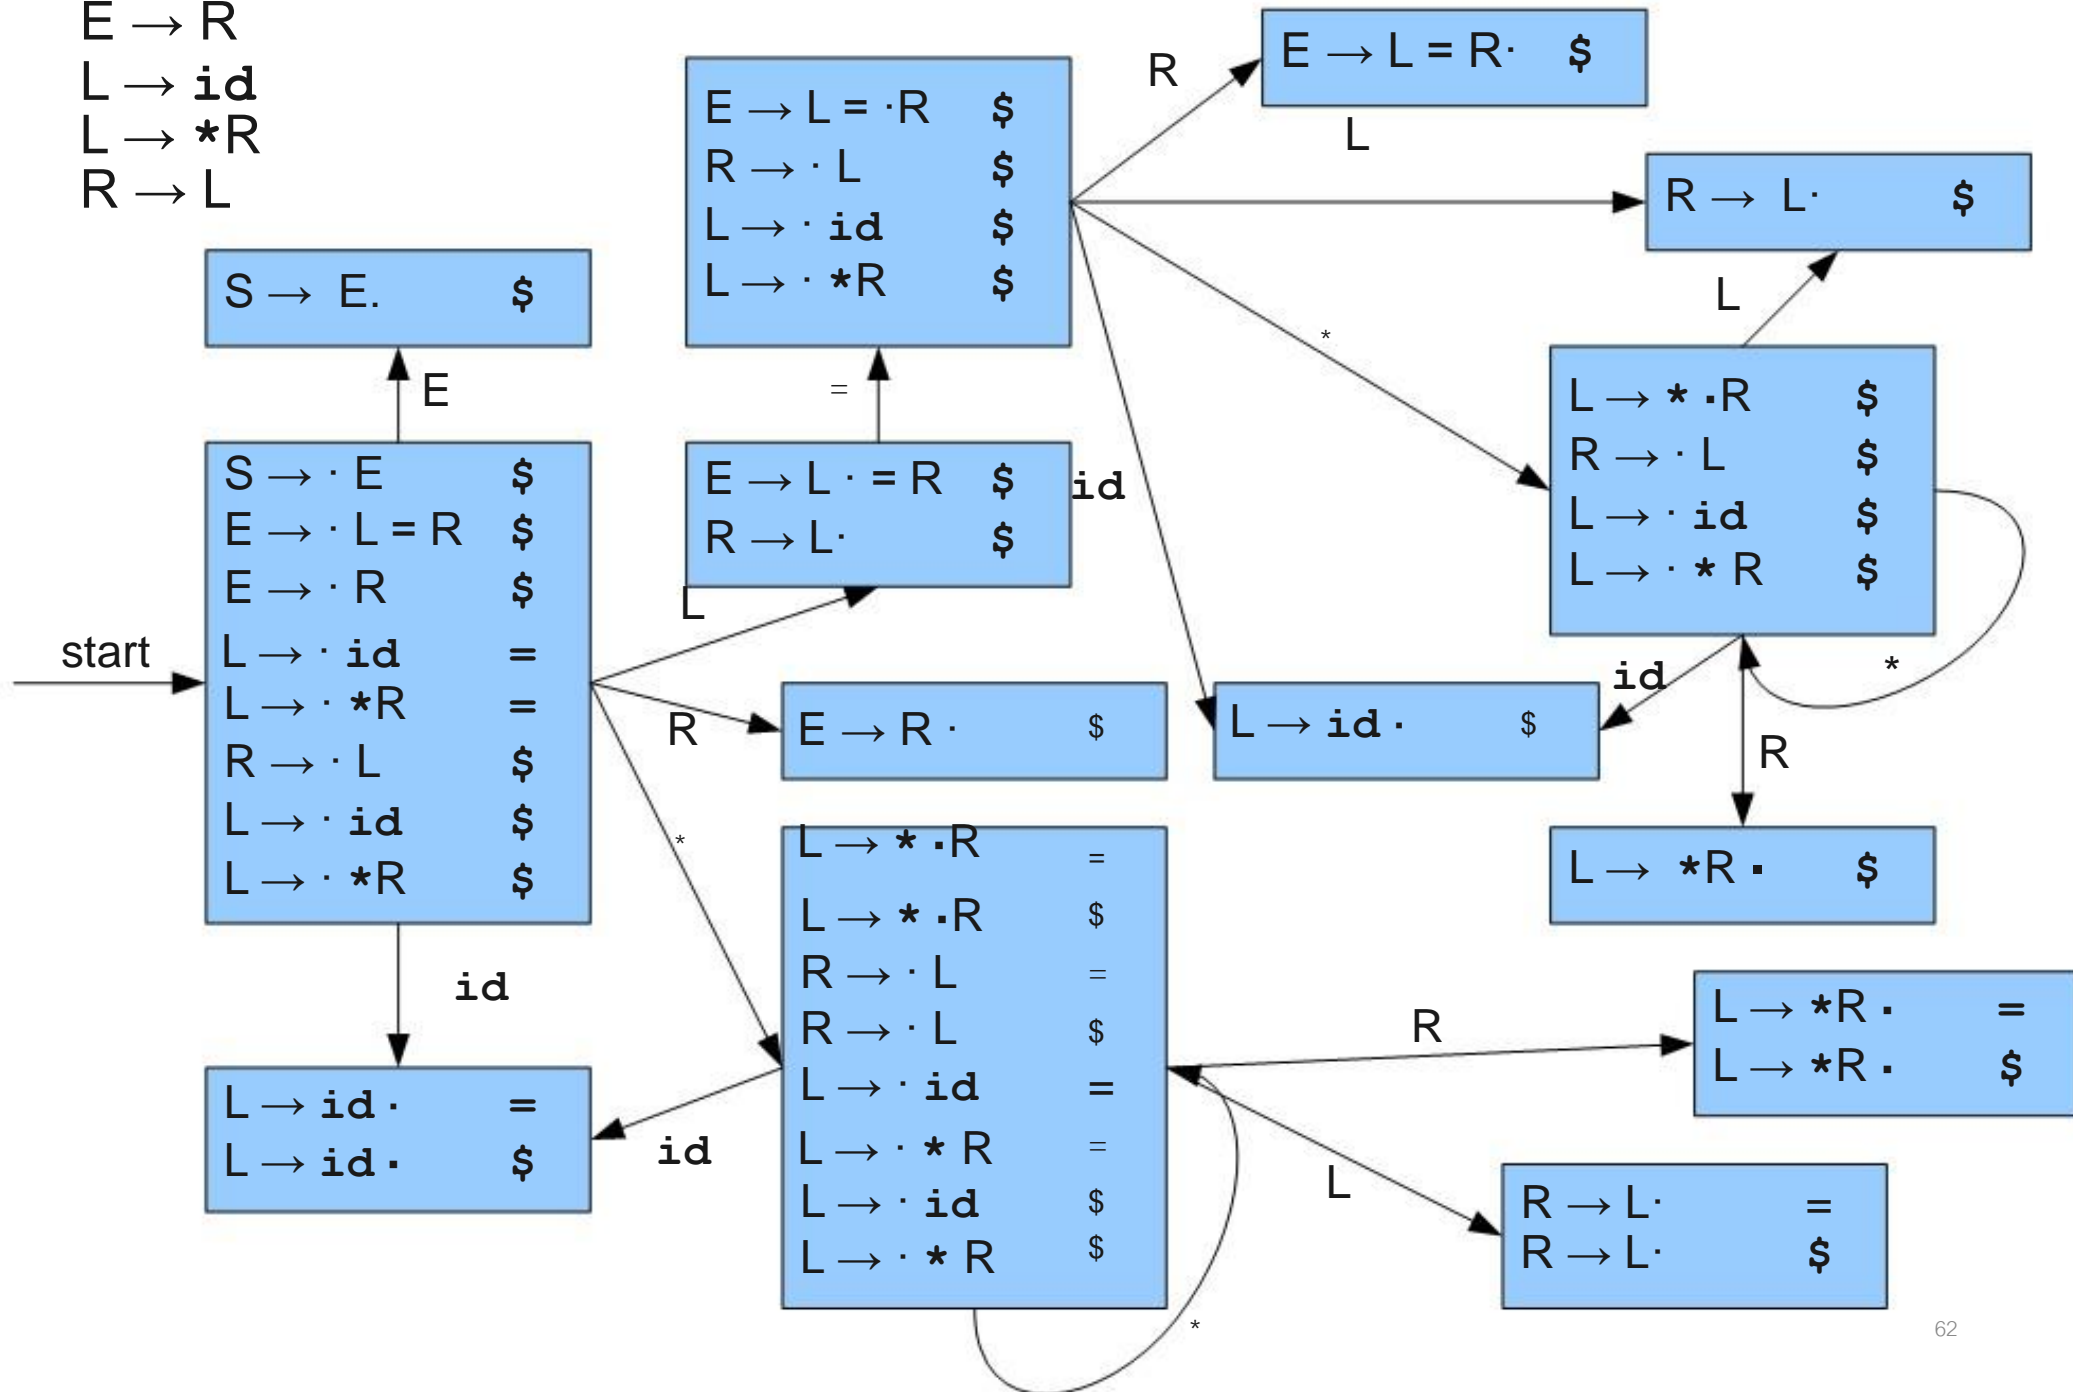 E → R
L → id
L → *R
R → L
S → E. $
E
start
S → · E $
E → · L = R $
E → · R $
L → · id =
L → · *R =
R → · L $
L → · id $
L → · *R $
id
L → id · =
L → id · $
E → L = ·R $
R → · L $
L → · id $
L → · *R $
=
E → L · = R $
R → L· $
L
R
*
id
E → R · $
L → * ·R =
L → * ·R $
R → · L =
R → · L $
L → · id =
L → · * R =
L → · id $
L → · * R $
*
R
L
id
*
E → L = R· $
L
R → L· $
L
L → * ·R $
R → · L $
L → · id $
L → · * R $
*
id
R
L → id · $
L → *R · $
R
L → *R · =
L → *R · $
L
R → L· =
R → L· $
62